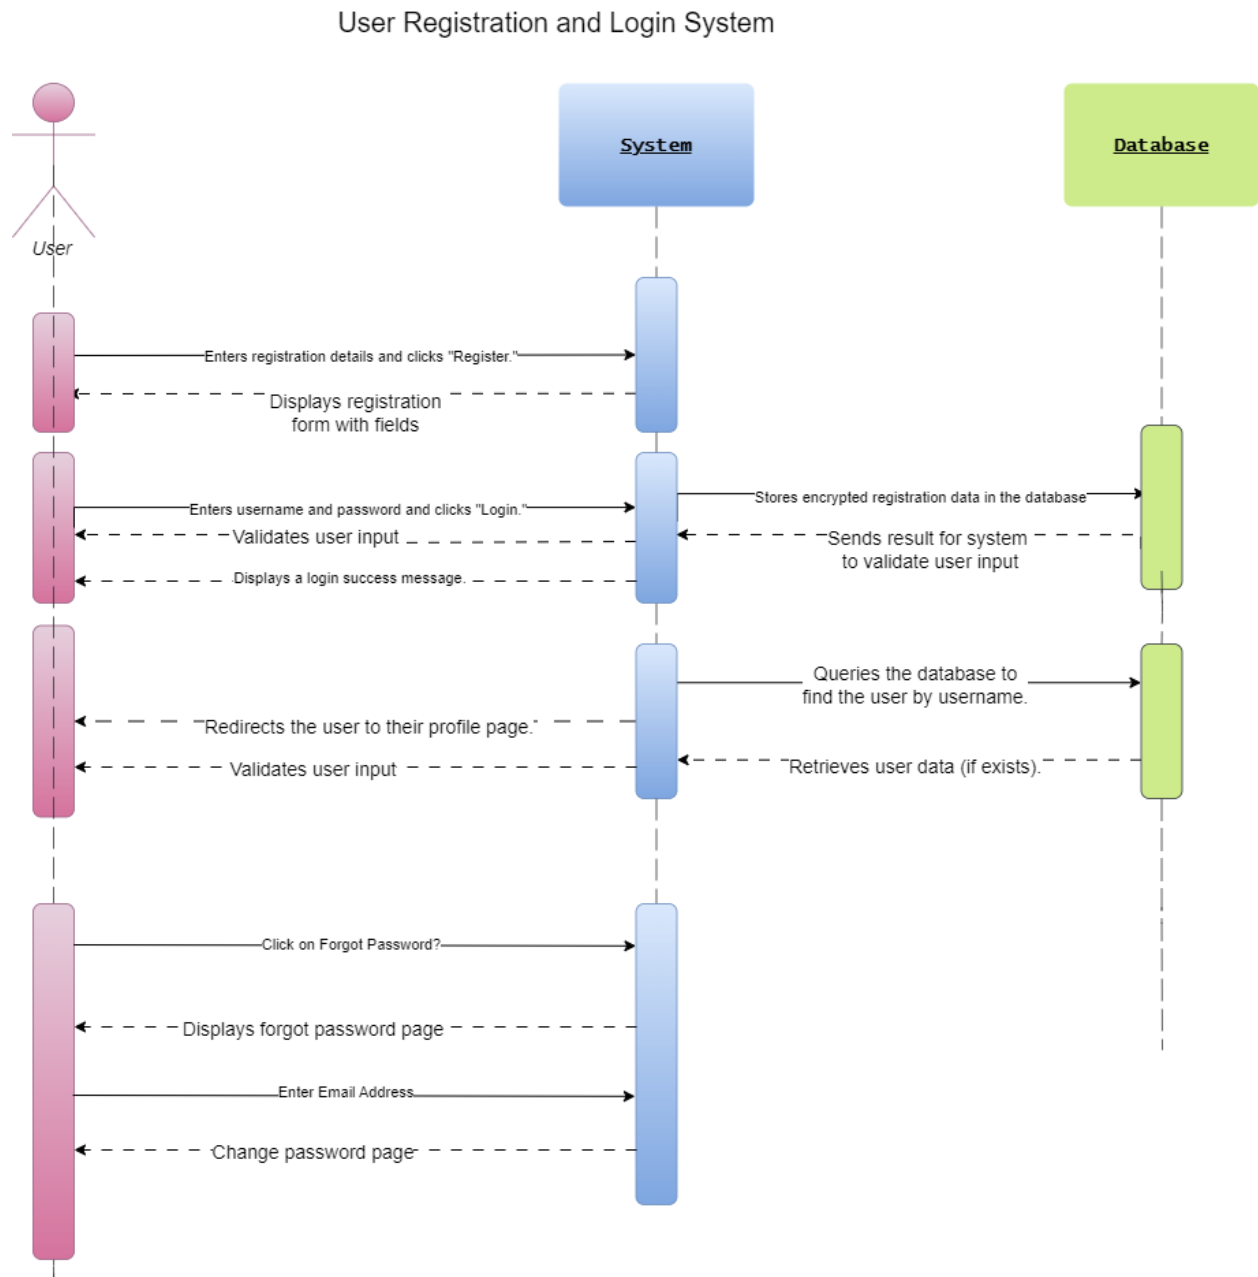 User Registration and Login System
System
Database
User
Enters registration details and clicks "Register."
Displays registration
form with fields
Enters username and password and clicks "Login."
Stores encrypted registration data in the database
Validates user input
Sends result for system
to validate user input
Displays a login success message.
Queries the database to
find the user by username.
Redirects the user to their profile page.
Validates user input
Retrieves user data (if exists).
Click on Forgot Password?
Displays forgot password page
Enter Email Address
Change password page